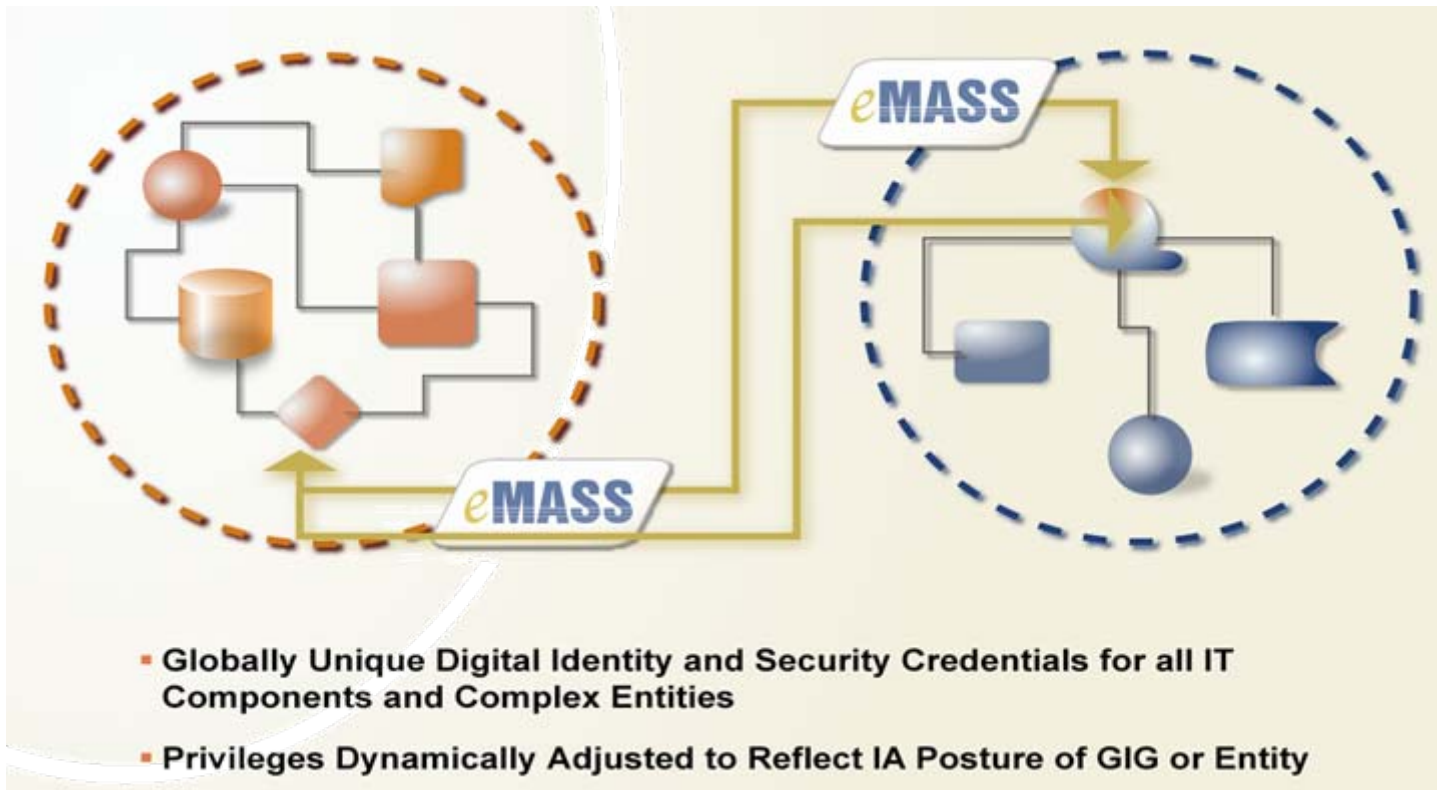 eMASS
eMASS
▪ Globally Unique Digital Identity and Security Credentials for all IT
Components and Complex Entities
▪ Privileges Dynamically Adjusted to Reflect IA Posture of GIG or Entity